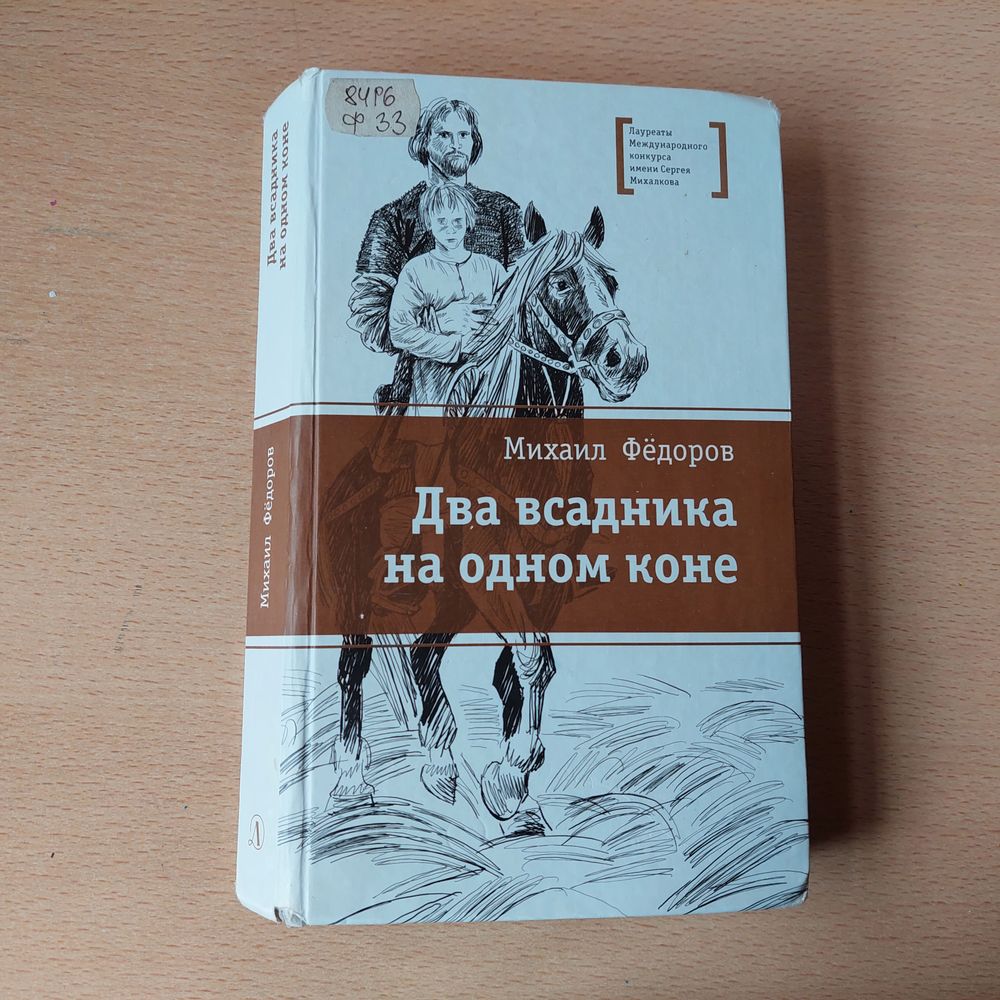 84Р6
Ф 33
Лауреаты
Международного
конкурса
имени Сергея
Михалкова
Михаил Фёдоров
Два всадника
на одном коне
Два всадника
на одном коне
Михаил Фёдоров
Д